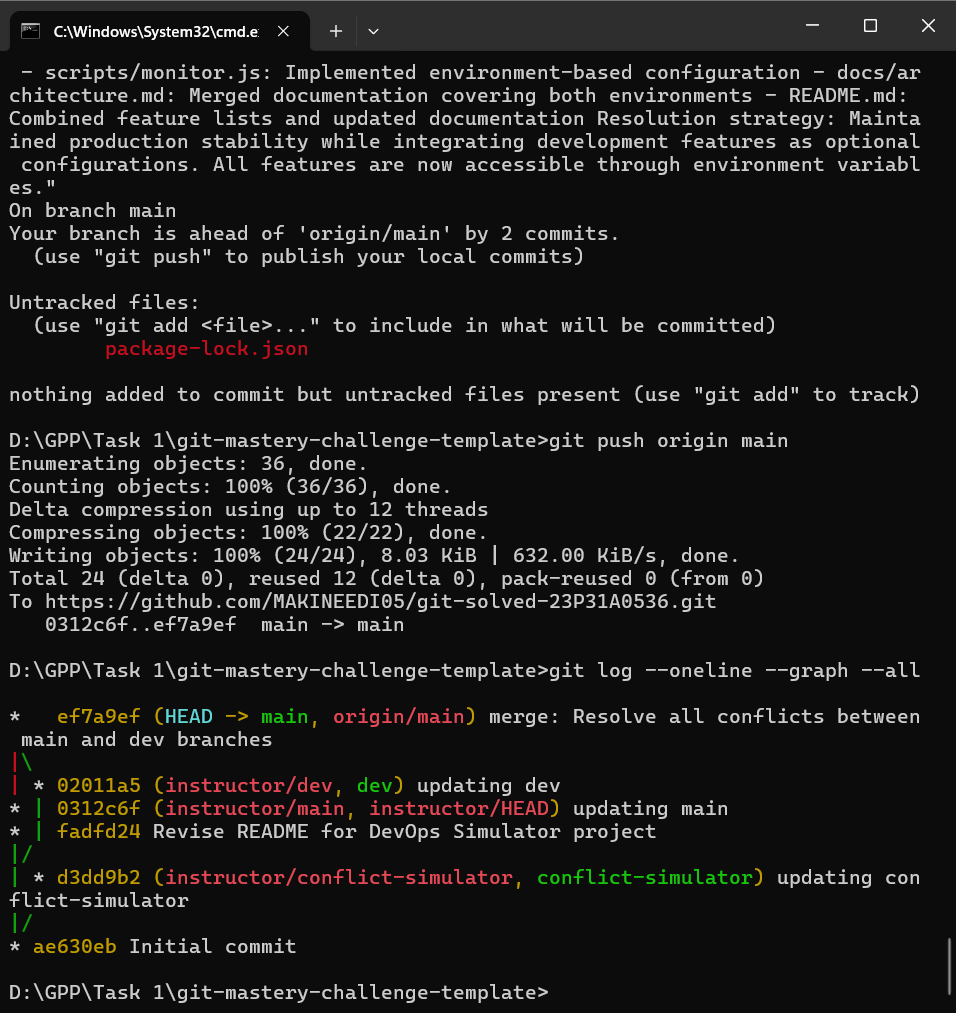 C:\Windows\System32\cmd.e
 - scripts/monitor.js: Implemented environment-based configuration - docs/ar
chitecture.md: Merged documentation covering both environments - README.md:
Combined feature lists and updated documentation Resolution strategy: Mainta
ined production stability while integrating development features as optional
 configurations. All features are now accessible through environment variabl
es."
On branch main
Your branch is ahead of 'origin/main' by 2 commits.
  (use "git push" to publish your local commits)
Untracked files:
  (use "git add <file>..." to include in what will be committed)
        package-lock.json
nothing added to commit but untracked files present (use "git add" to track)
D:\GPP\Task 1\git-mastery-challenge-template>git push origin main
Enumerating objects: 36, done.
Counting objects: 100% (36/36), done.
Delta compression using up to 12 threads
Compressing objects: 100% (22/22), done.
Writing objects: 100% (24/24), 8.03 KiB | 632.00 KiB/s, done.
Total 24 (delta 0), reused 12 (delta 0), pack-reused 0 (from 0)
To https://github.com/MAKINEEDI05/git-solved-23P31A0536.git
   0312c6f..ef7a9ef  main -> main
D:\GPP\Task 1\git-mastery-challenge-template>git log --oneline --graph --all
*   ef7a9ef (HEAD -> main, origin/main) merge: Resolve all conflicts between
 main and dev branches
|\
| * 02011a5 (instructor/dev, dev) updating dev
* | 0312c6f (instructor/main, instructor/HEAD) updating main
* | fadfd24 Revise README for DevOps Simulator project
|/
| * d3dd9b2 (instructor/conflict-simulator, conflict-simulator) updating con
flict-simulator
|/
* ae630eb Initial commit
D:\GPP\Task 1\git-mastery-challenge-template>